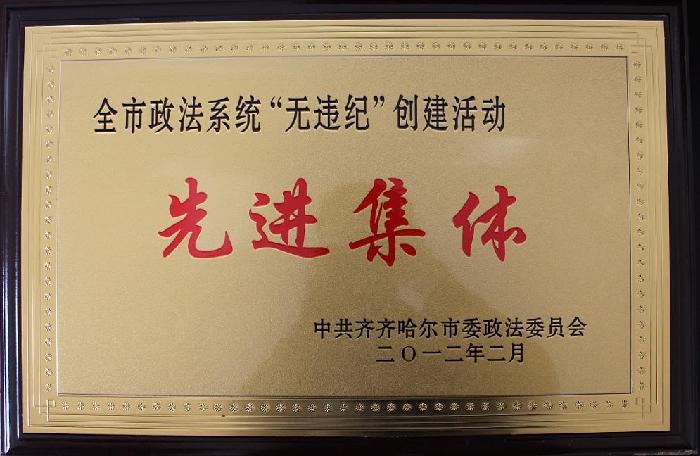 全市政法系统“无违纪”创建活动
先进集体
中共齐齐哈尔市委政法委员会
二〇一二年二月